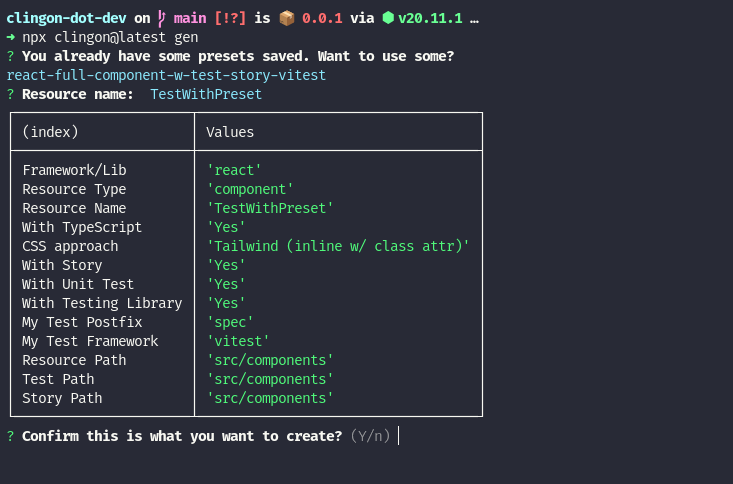 clingon-dot-dev on main [!?] is 📦 0.0.1 via ⬢ v20.11.1 …
➜ npx clingon@latest gen
? You already have some presets saved. Want to use some?
react-full-component-w-test-story-vitest
? Resource name:  TestWithPreset
(index) Values
Framework/Lib 'react'
Resource Type 'component'
Resource Name 'TestWithPreset'
With TypeScript 'Yes'
CSS approach 'Tailwind (inline w/ class attr)'
With Story 'Yes'
With Unit Test 'Yes'
With Testing Library 'Yes'
My Test Postfix 'spec'
My Test Framework 'vitest'
Resource Path 'src/components'
Test Path 'src/components'
Story Path 'src/components'
? Confirm this is what you want to create? (Y/n)